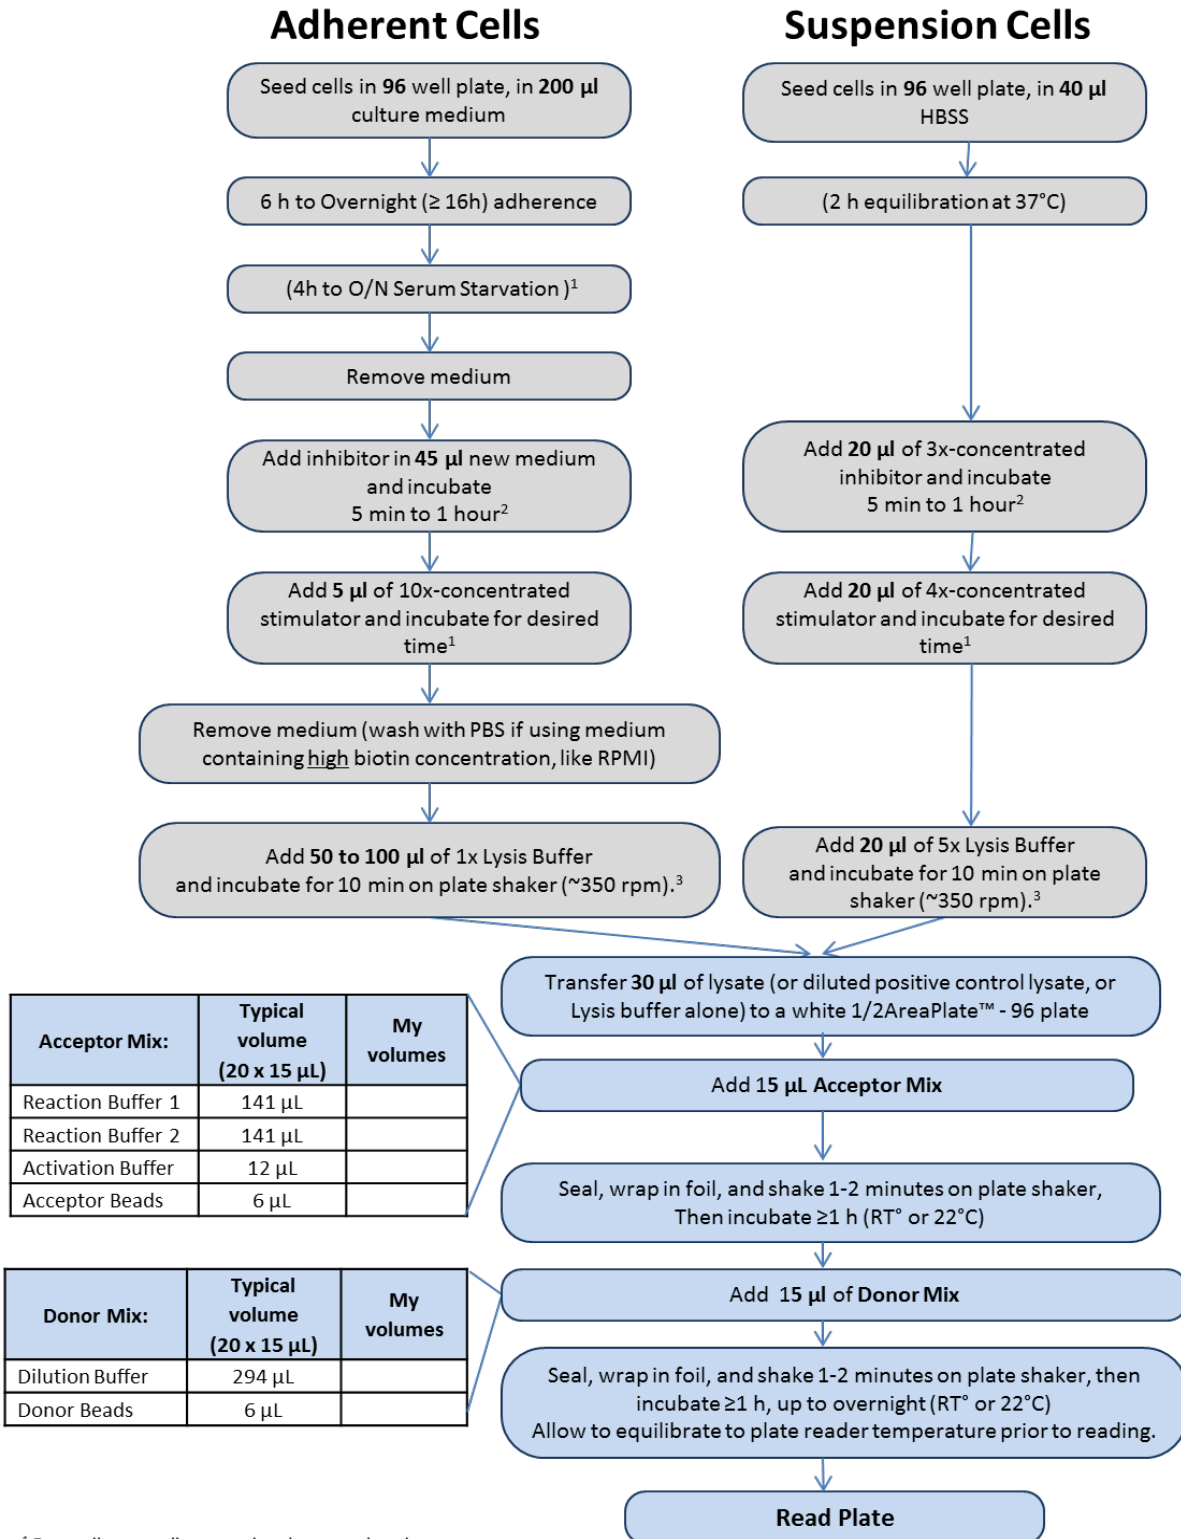 Adherent Cells
Seed cells in 96 well plate, in 200 µl
culture medium
6 h to Overnight (≥ 16h) adherence
(4h to O/N Serum Starvation )¹
Remove medium
Add inhibitor in 45 µl new medium
and incubate
5 min to 1 hour²
Add 5 µl of 10x-concentrated
stimulator and incubate for desired
time¹
Remove medium (wash with PBS if using medium
containing high biotin concentration, like RPMI)
Add 50 to 100 µl of 1x Lysis Buffer
and incubate for 10 min on plate shaker (~350 rpm).³
Suspension Cells
Seed cells in 96 well plate, in 40 µl
HBSS
(2 h equilibration at 37°C)
Add 20 µl of 3x-concentrated
inhibitor and incubate
5 min to 1 hour²
Add 20 µl of 4x-concentrated
stimulator and incubate for desired
time¹
Add 20 µl of 5x Lysis Buffer
and incubate for 10 min on plate
shaker (~350 rpm).³
Transfer 30 µl of lysate (or diluted positive control lysate, or
Lysis buffer alone) to a white 1/2AreaPlate™ - 96 plate
Acceptor Mix: Typical volume (20 x 15 µL) My volumes
Reaction Buffer 1 141 µL
Reaction Buffer 2 141 µL
Activation Buffer 12 µL
Acceptor Beads 6 µL
Add 15 µL Acceptor Mix
Seal, wrap in foil, and shake 1-2 minutes on plate shaker,
Then incubate ≥1 h (RT° or 22°C)
Donor Mix: Typical volume (20 x 15 µL) My volumes
Dilution Buffer 294 µL
Donor Beads 6 µL
Add 15 µl of Donor Mix
Seal, wrap in foil, and shake 1-2 minutes on plate shaker, then
incubate ≥1 h, up to overnight (RT° or 22°C)
Allow to equilibrate to plate reader temperature prior to reading.
Read Plate